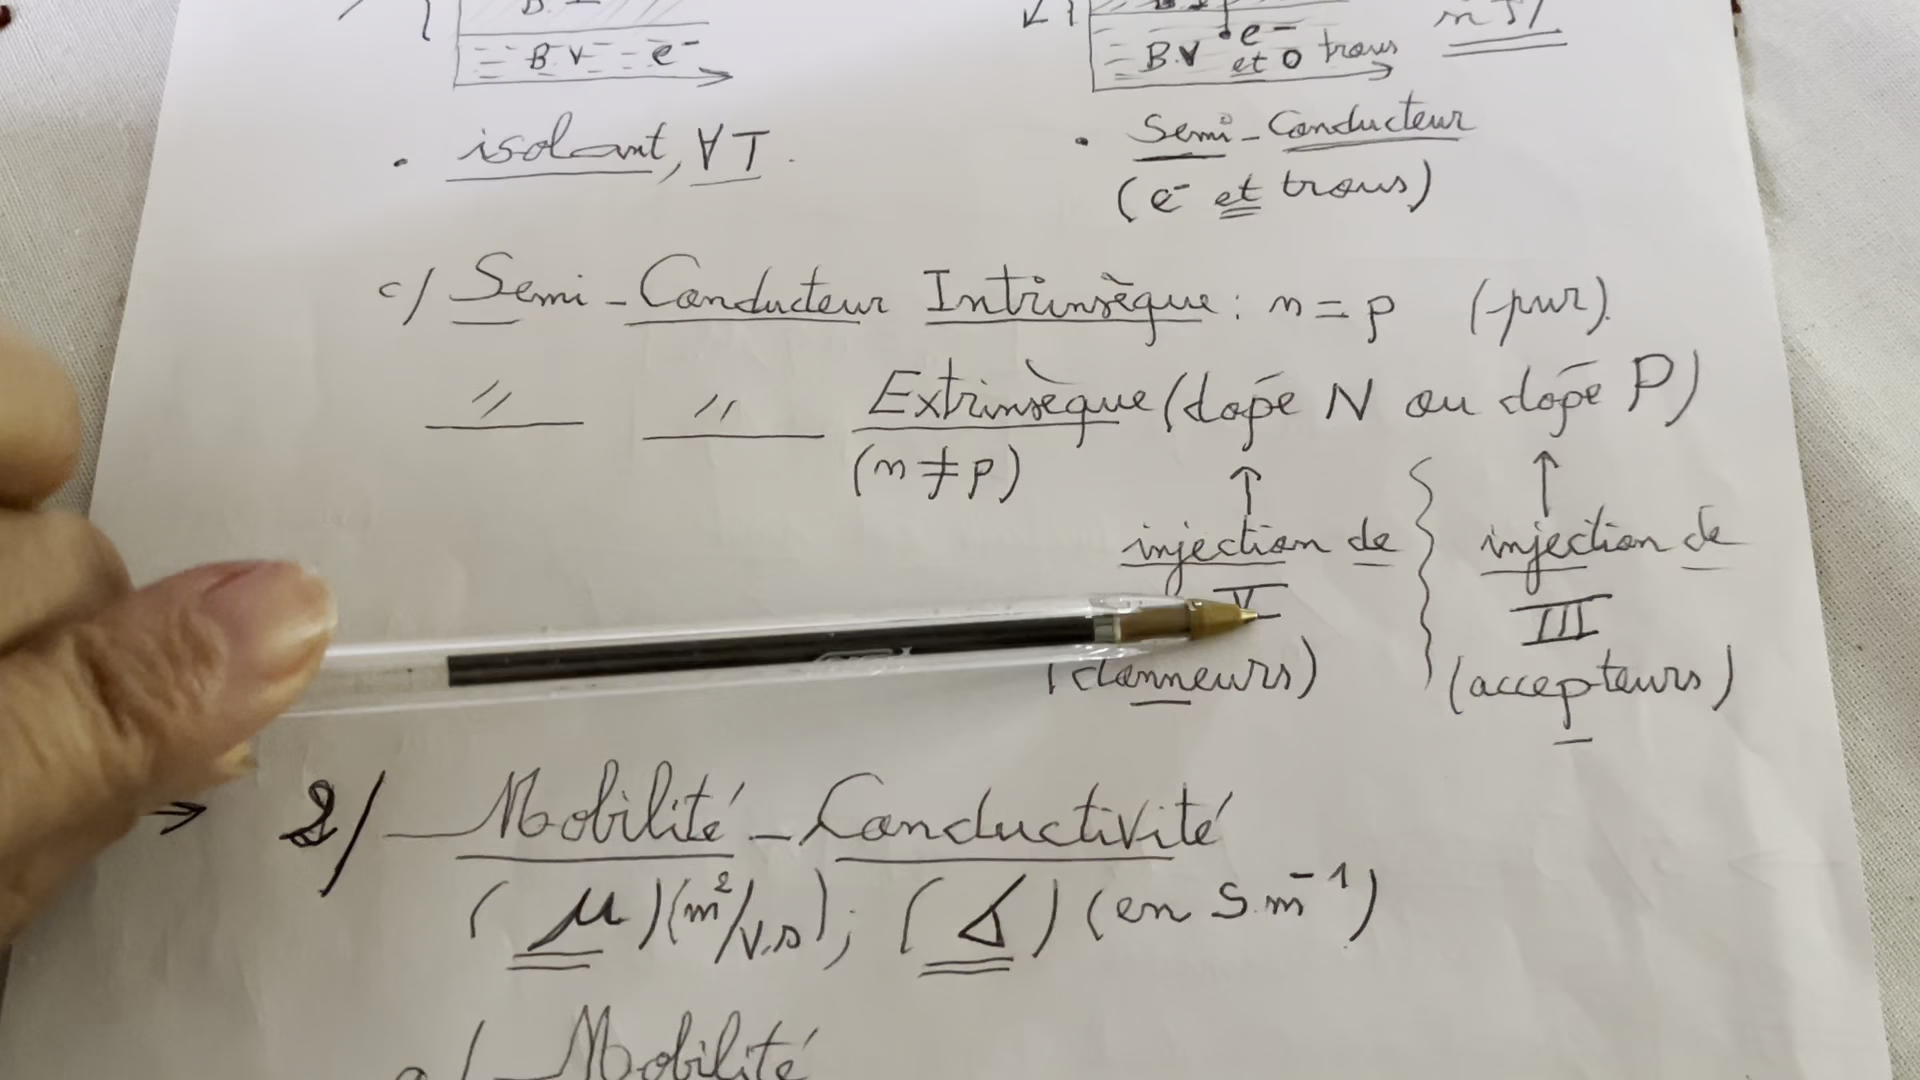 B.V e⁻
e⁻
B.V et O trous
• isolant, ∀T.
• Semi-Conducteur
(e⁻ et trous)
c/ Semi-Conducteur Intrinsèque : n = p (pur).
〃 〃 Extrinsèque (dopé N ou dopé P)
(n ≠ p)
↑ ↑
injection de injection de
V III
(donneurs) (accepteurs)
→ 2/ Mobilité - Conductivité
(μ)(m²/V.s); (σ) (en S.m⁻¹)
a/ Mobilité